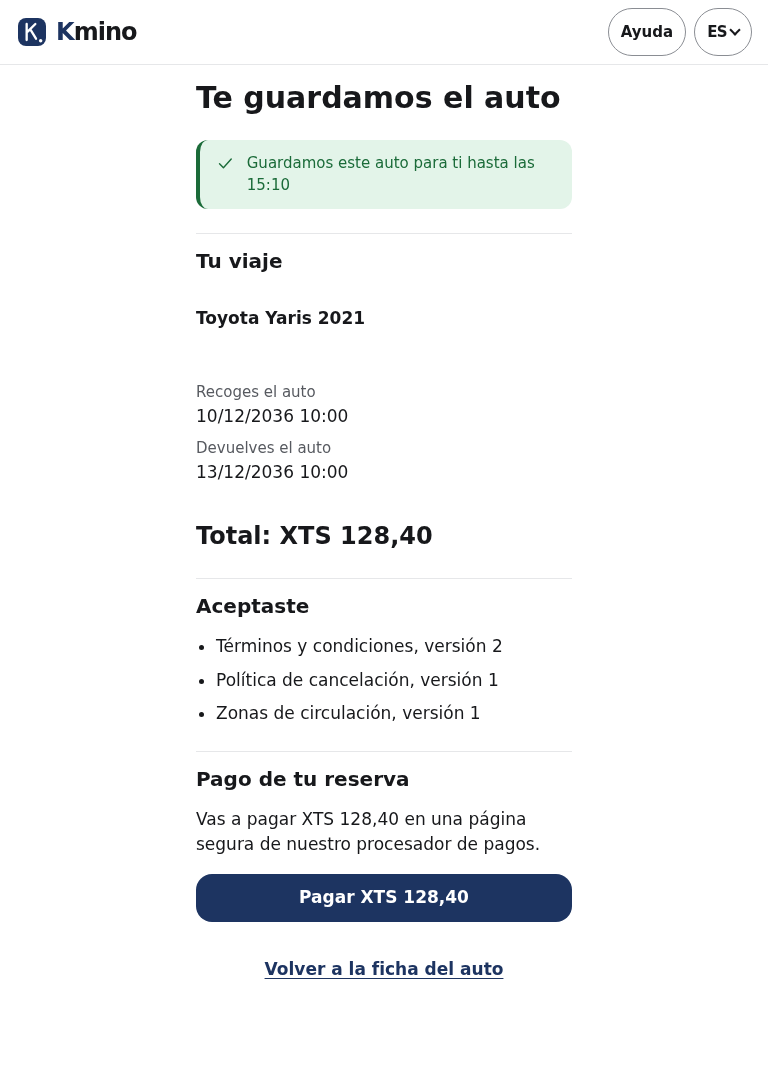 Kmino
Ayuda
ES
Te guardamos el auto
Guardamos este auto para ti hasta las
15:10
Tu viaje
Toyota Yaris 2021
Recoges el auto
10/12/2036 10:00
Devuelves el auto
13/12/2036 10:00
Total: XTS 128,40
Aceptaste
• Términos y condiciones, versión 2
• Política de cancelación, versión 1
• Zonas de circulación, versión 1
Pago de tu reserva
Vas a pagar XTS 128,40 en una página
segura de nuestro procesador de pagos.
Pagar XTS 128,40
Volver a la ficha del auto